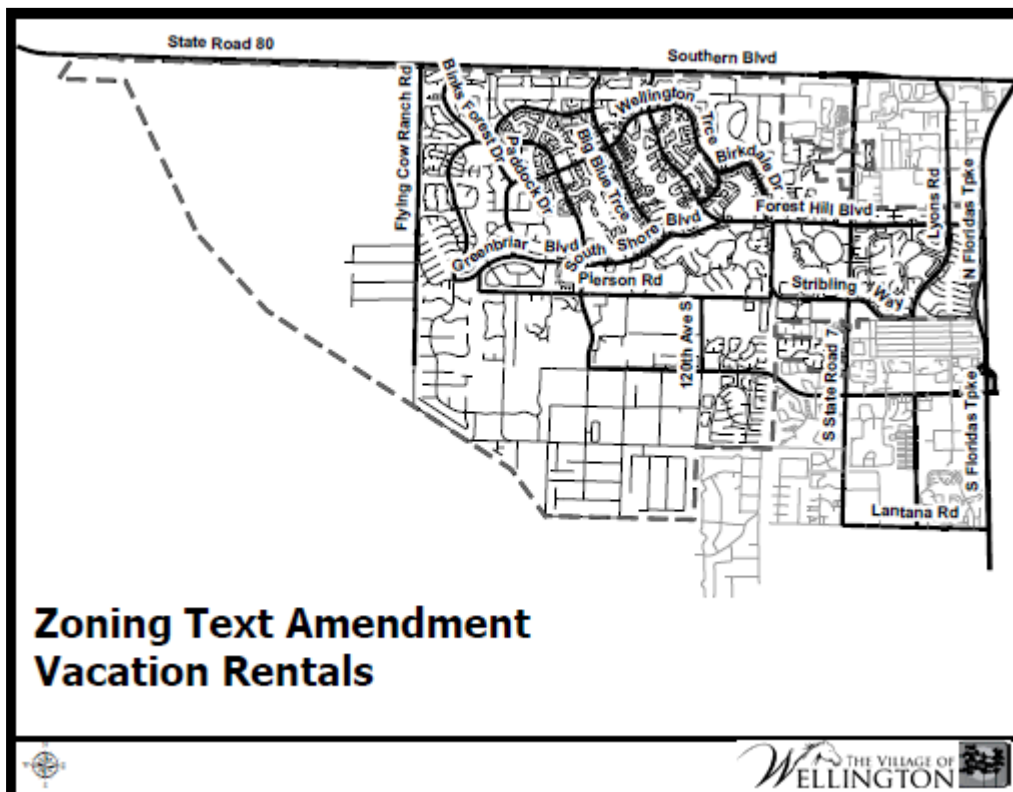 State Road 80
Southern Blvd
Flying Cow Ranch Rd
Binks Forest Dr
Paddock Dr
Big Blue Trce
Wellington Trce
Birkdale Dr
Forest Hill Blvd
Lyons Rd
N Floridas Tpke
Greenbriar Blvd
South Shore Blvd
Pierson Rd
Stribling Way
120th Ave S
S State Road 7
S Floridas Tpke
Lantana Rd
Zoning Text Amendment
Vacation Rentals
THE VILLAGE OF
WELLINGTON